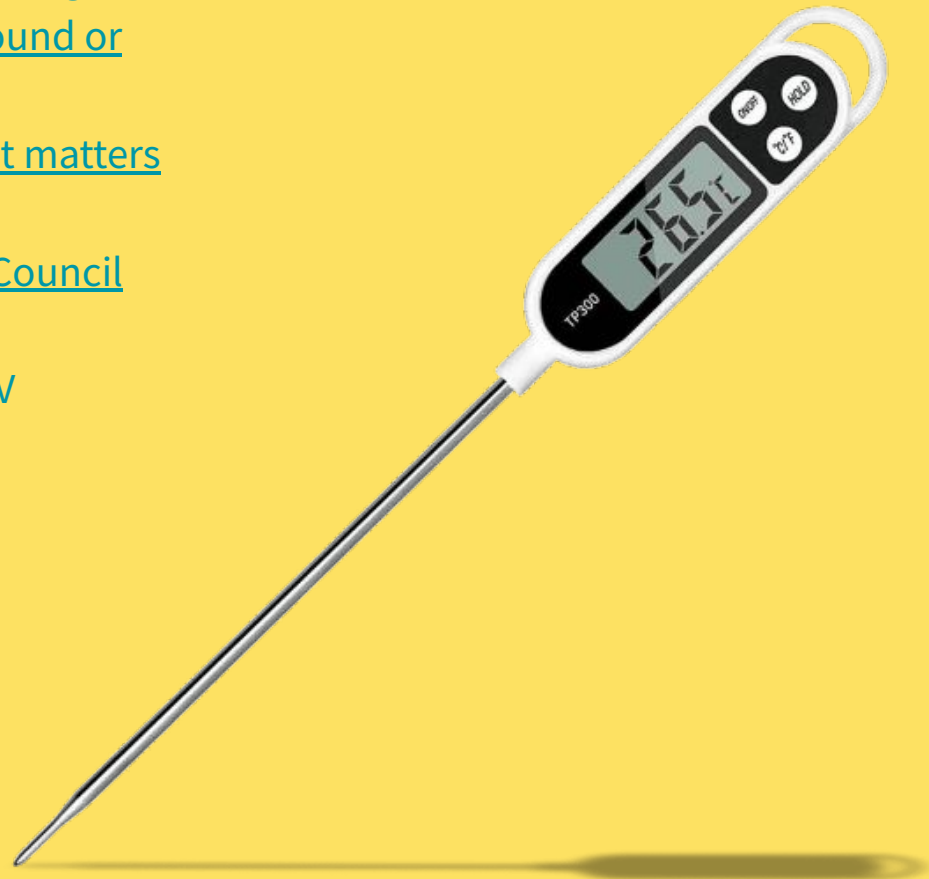 ound or
t matters
Council
ON/OFF
HOLD
°C/°F
26.5°C
TP300